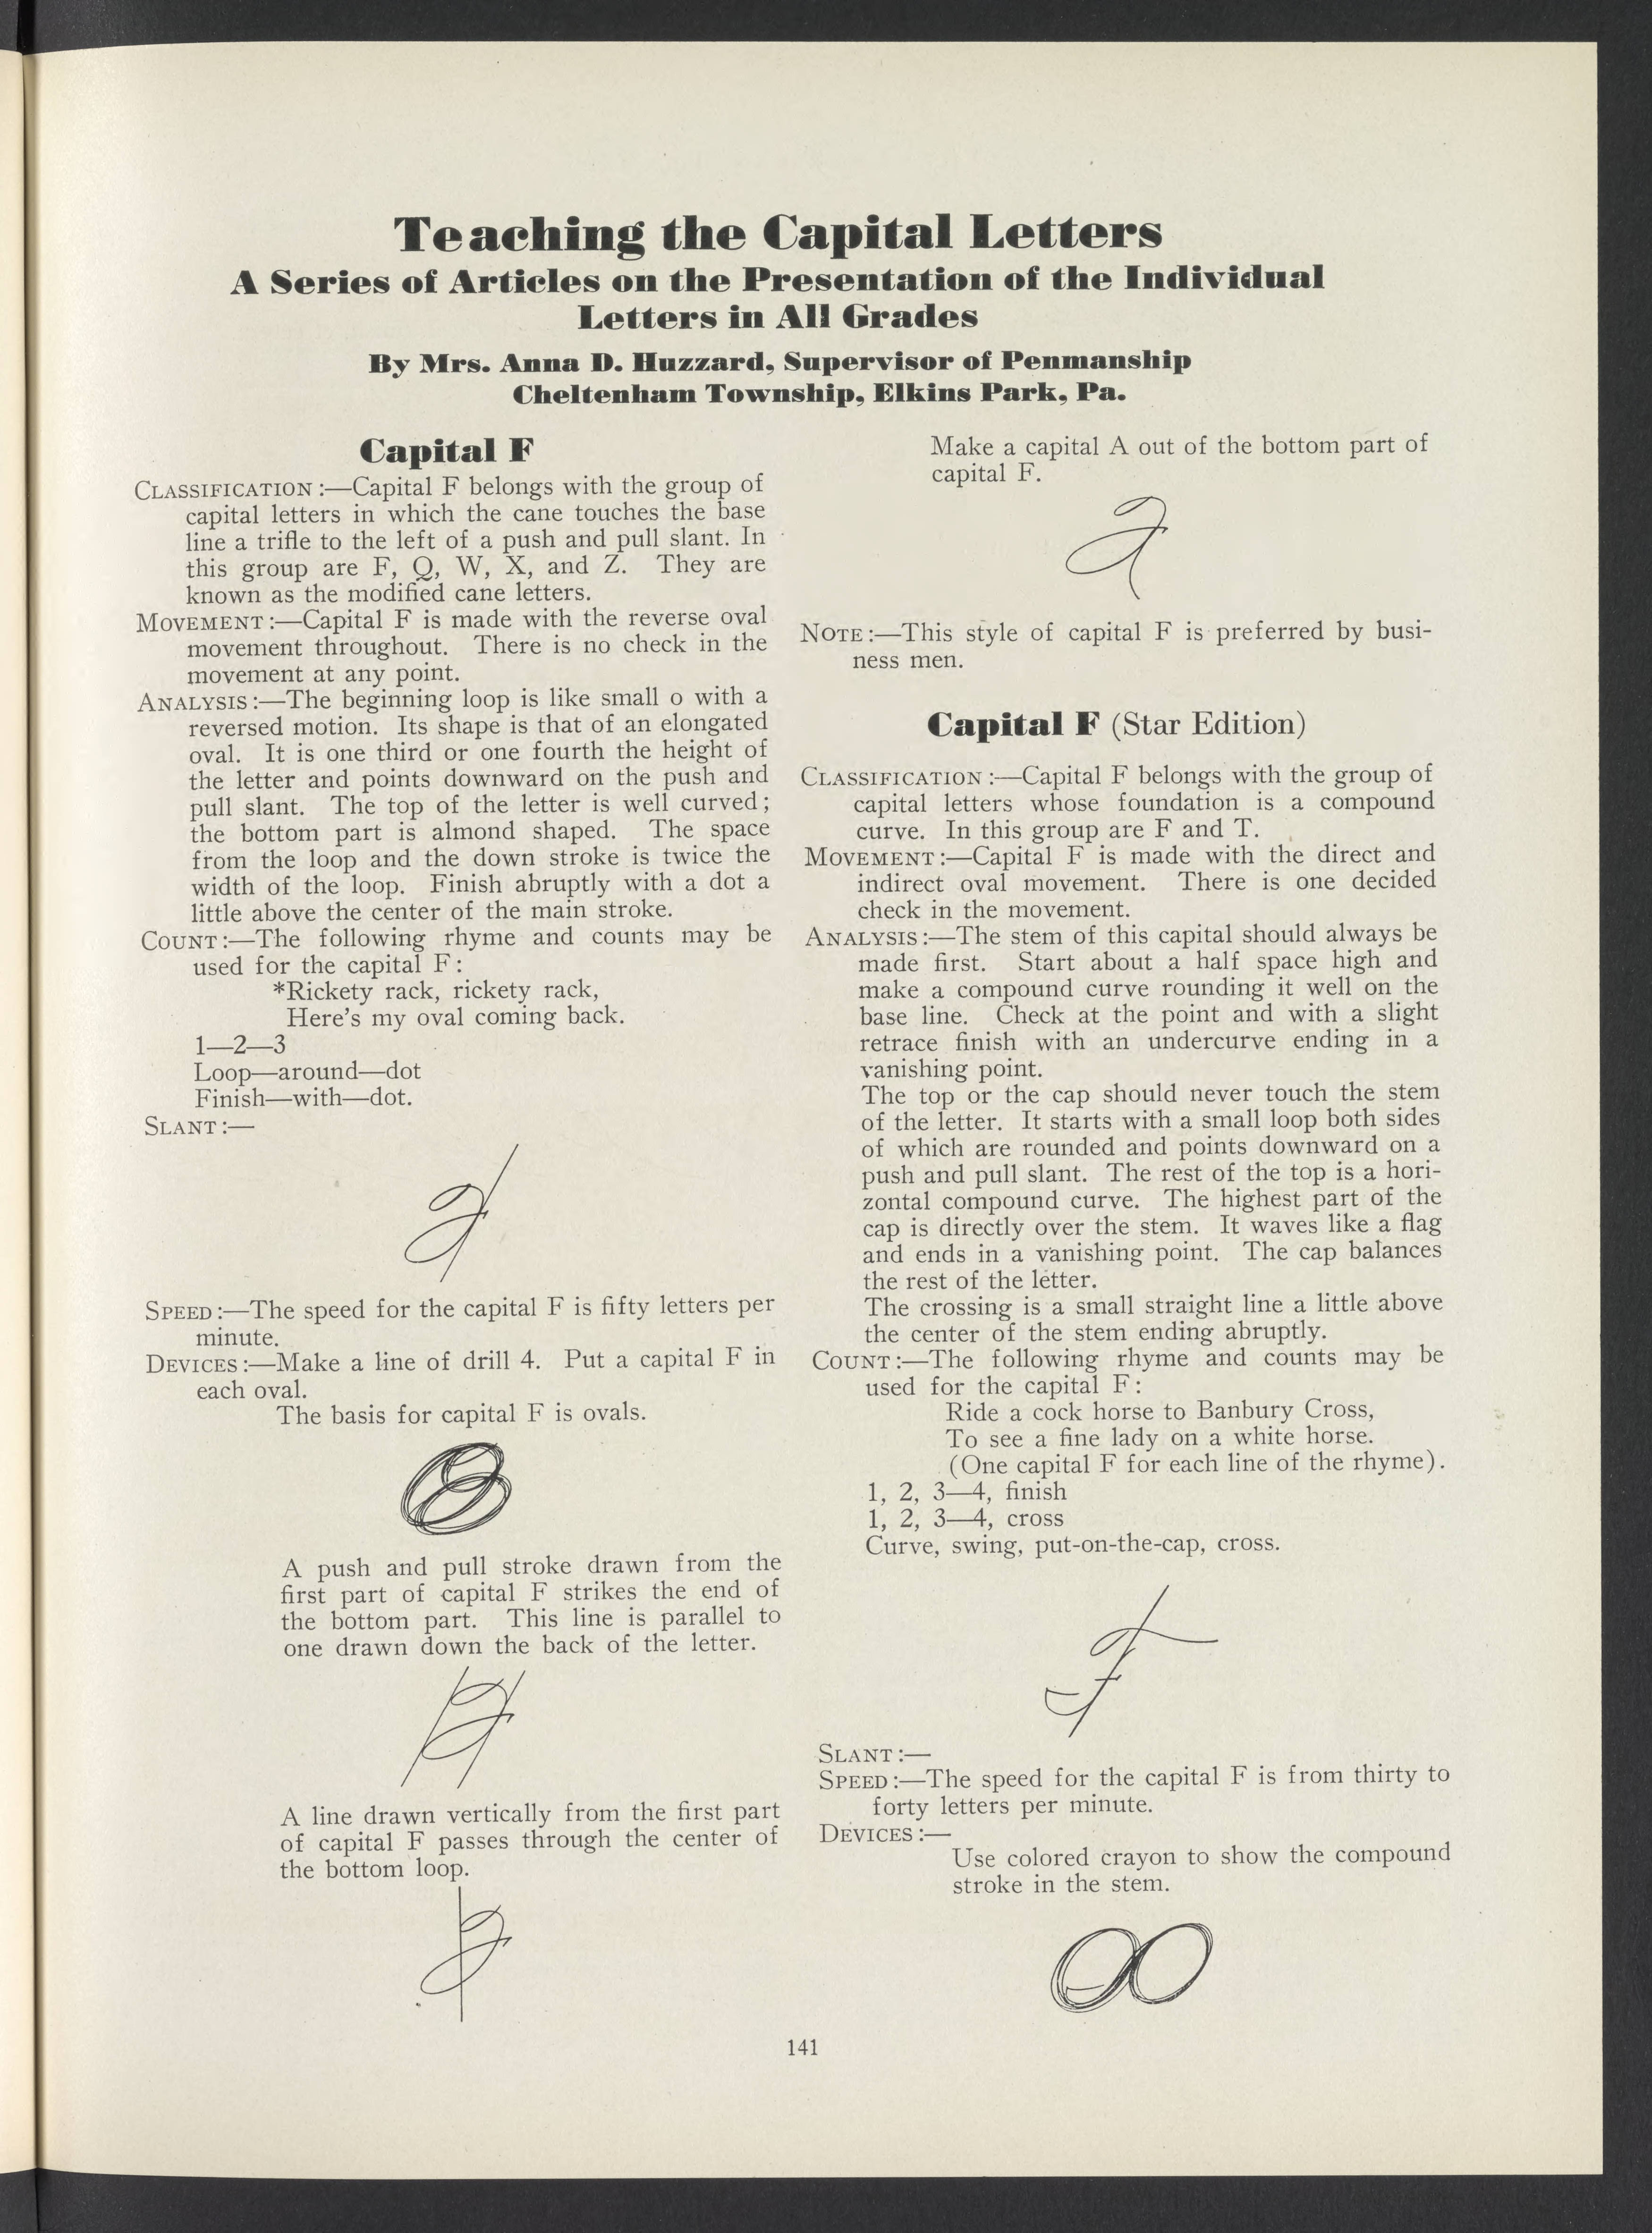 Teaching the Capital Letters
A Series of Articles on the Presentation of the Individual
Letters in All Grades
By Mrs. Anna D. Huzzard, Supervisor of Penmanship
Cheltenham Township, Elkins Park, Pa.
Capital F
CLASSIFICATION:—Capital F belongs with the group of
capital letters in which the cane touches the base
line a trifle to the left of a push and pull slant. In
this group are F, Q, W, X, and Z. They are
known as the modified cane letters.
MOVEMENT:—Capital F is made with the reverse oval
movement throughout. There is no check in the
movement at any point.
ANALYSIS:—The beginning loop is like small o with a
reversed motion. Its shape is that of an elongated
oval. It is one third or one fourth the height of
the letter and points downward on the push and
pull slant. The top of the letter is well curved;
the bottom part is almond shaped. The space
from the loop and the down stroke is twice the
width of the loop. Finish abruptly with a dot a
little above the center of the main stroke.
COUNT:—The following rhyme and counts may be
used for the capital F:
*Rickety rack, rickety rack,
Here's my oval coming back.
1—2—3
Loop—around—dot
Finish—with—dot.
SLANT:—
SPEED:—The speed for the capital F is fifty letters per
minute.
DEVICES:—Make a line of drill 4. Put a capital F in
each oval.
The basis for capital F is ovals.
A push and pull stroke drawn from the
first part of capital F strikes the end of
the bottom part. This line is parallel to
one drawn down the back of the letter.
A line drawn vertically from the first part
of capital F passes through the center of
the bottom loop.
Make a capital A out of the bottom part of
capital F.
NOTE:—This style of capital F is preferred by busi-
ness men.
Capital F (Star Edition)
CLASSIFICATION:—Capital F belongs with the group of
capital letters whose foundation is a compound
curve. In this group are F and T.
MOVEMENT:—Capital F is made with the direct and
indirect oval movement. There is one decided
check in the movement.
ANALYSIS:—The stem of this capital should always be
made first. Start about a half space high and
make a compound curve rounding it well on the
base line. Check at the point and with a slight
retrace finish with an undercurve ending in a
vanishing point.
The top or the cap should never touch the stem
of the letter. It starts with a small loop both sides
of which are rounded and points downward on a
push and pull slant. The rest of the top is a hori-
zontal compound curve. The highest part of the
cap is directly over the stem. It waves like a flag
and ends in a vanishing point. The cap balances
the rest of the letter.
The crossing is a small straight line a little above
the center of the stem ending abruptly.
COUNT:—The following rhyme and counts may be
used for the capital F:
Ride a cock horse to Banbury Cross,
To see a fine lady on a white horse.
(One capital F for each line of the rhyme).
1, 2, 3—4, finish
1, 2, 3—4, cross
Curve, swing, put-on-the-cap, cross.
SLANT:—
SPEED:—The speed for the capital F is from thirty to
forty letters per minute.
DEVICES:—
Use colored crayon to show the compound
stroke in the stem.
141